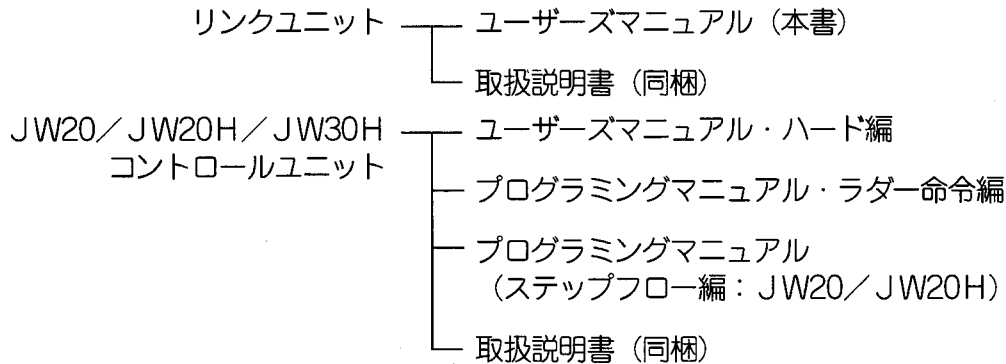 リンクユニット ユーザーズマニュアル（本書）
取扱説明書（同梱）
ＪＷ20／ＪＷ20Ｈ／ＪＷ30Ｈ ユーザーズマニュアル・ハード編
コントロールユニット
プログラミングマニュアル・ラダー命令編
プログラミングマニュアル
（ステップフロー編：ＪＷ20／ＪＷ20Ｈ）
取扱説明書（同梱）